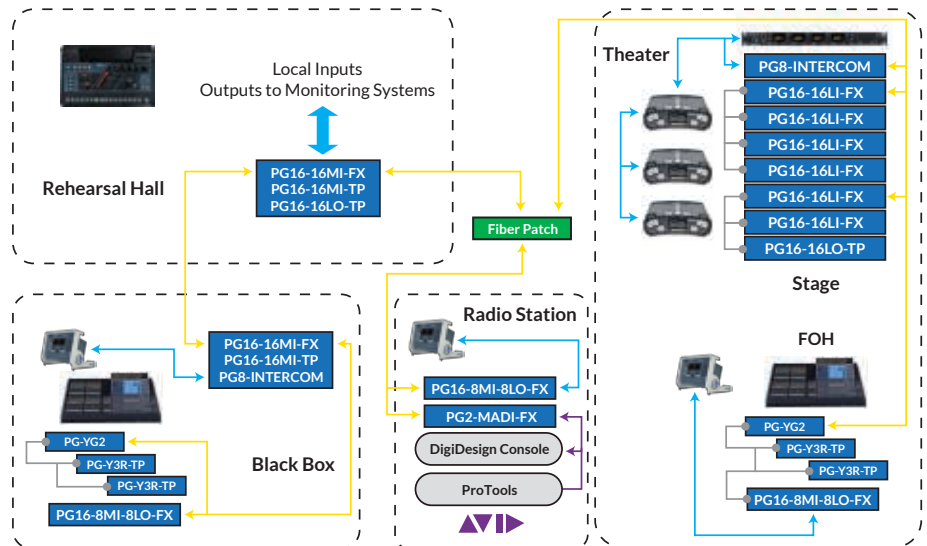 Local Inputs
Outputs to Monitoring Systems
Rehearsal Hall
PG16-16MI-FX
PG16-16MI-TP
PG16-16LO-TP
Fiber Patch
Theater
PG8-INTERCOM
PG16-16LI-FX
PG16-16LI-FX
PG16-16LI-FX
PG16-16LI-FX
PG16-16LI-FX
PG16-16LI-FX
PG16-16LO-TP
Stage
FOH
PG-YG2
PG-Y3R-TP
PG-Y3R-TP
PG16-8MI-8LO-FX
PG16-16MI-FX
PG16-16MI-TP
PG8-INTERCOM
PG-YG2
PG-Y3R-TP
PG-Y3R-TP
Black Box
PG16-8MI-8LO-FX
Radio Station
PG16-8MI-8LO-FX
PG2-MADI-FX
DigiDesign Console
ProTools
AVID